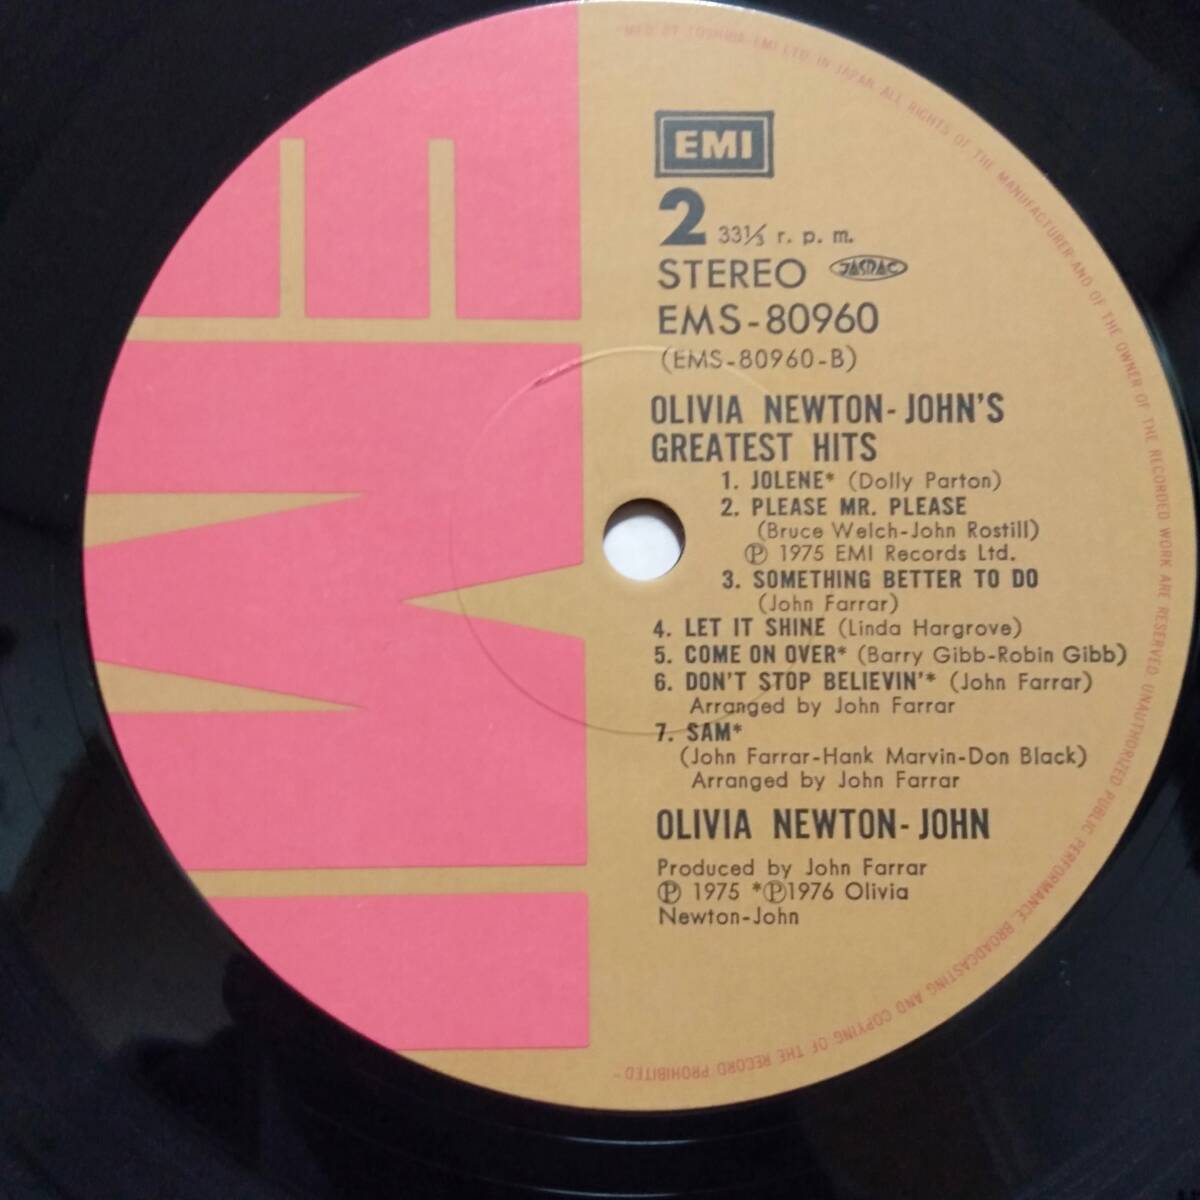 "MFD BY TOSHIBA EMI LTD. IN JAPAN ALL RIGHTS OF THE MANUFACTURER AND OF THE OWNER OF THE RECORDED WORK ARE RESERVED. UNAUTHORIZED PUBLIC PERFORMANCE, BROADCASTING AND COPYING OF THE RECORD PROHIBITED"
EMI
EMI
2 33⅓ r. p. m.
STEREO JASRAC
EMS-80960
(EMS-80960-B)
OLIVIA NEWTON-JOHN'S
GREATEST HITS
1. JOLENE* (Dolly Parton)
2. PLEASE MR. PLEASE
(Bruce Welch-John Rostill)
℗ 1975 EMI Records Ltd.
3. SOMETHING BETTER TO DO
(John Farrar)
4. LET IT SHINE (Linda Hargrove)
5. COME ON OVER* (Barry Gibb-Robin Gibb)
6. DON'T STOP BELIEVIN'* (John Farrar)
Arranged by John Farrar
7. SAM*
(John Farrar-Hank Marvin-Don Black)
Arranged by John Farrar
OLIVIA NEWTON-JOHN
Produced by John Farrar
℗ 1975 *℗1976 Olivia
Newton-John